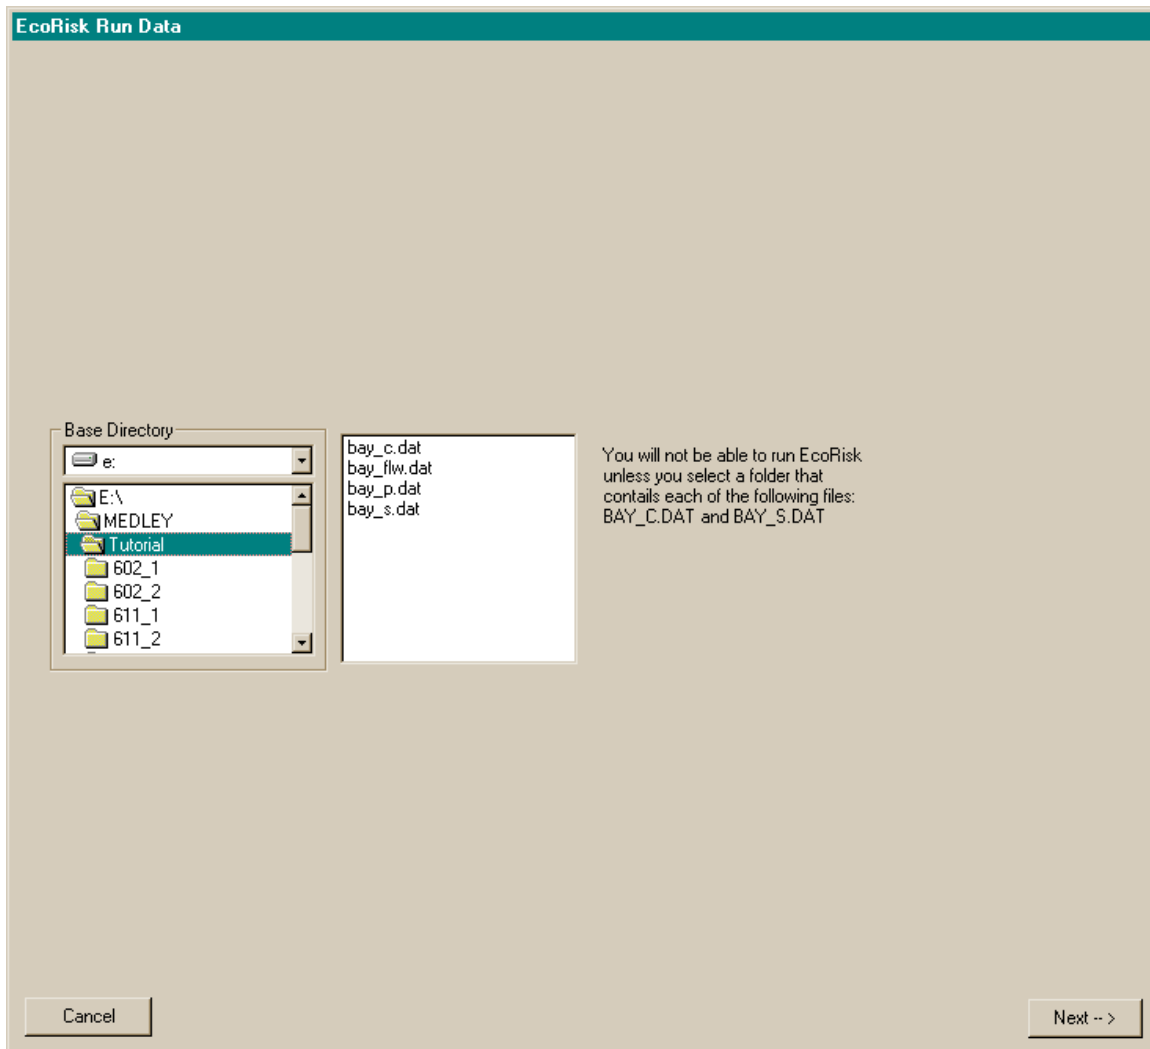 EcoRisk Run Data
Base Directory
e:
E:\
MEDLEY
Tutorial
602_1
602_2
611_1
611_2
bay_c.dat
bay_flw.dat
bay_p.dat
bay_s.dat
You will not be able to run EcoRisk
unless you select a folder that
contails each of the following files:
BAY_C.DAT and BAY_S.DAT
Cancel
Next -- >